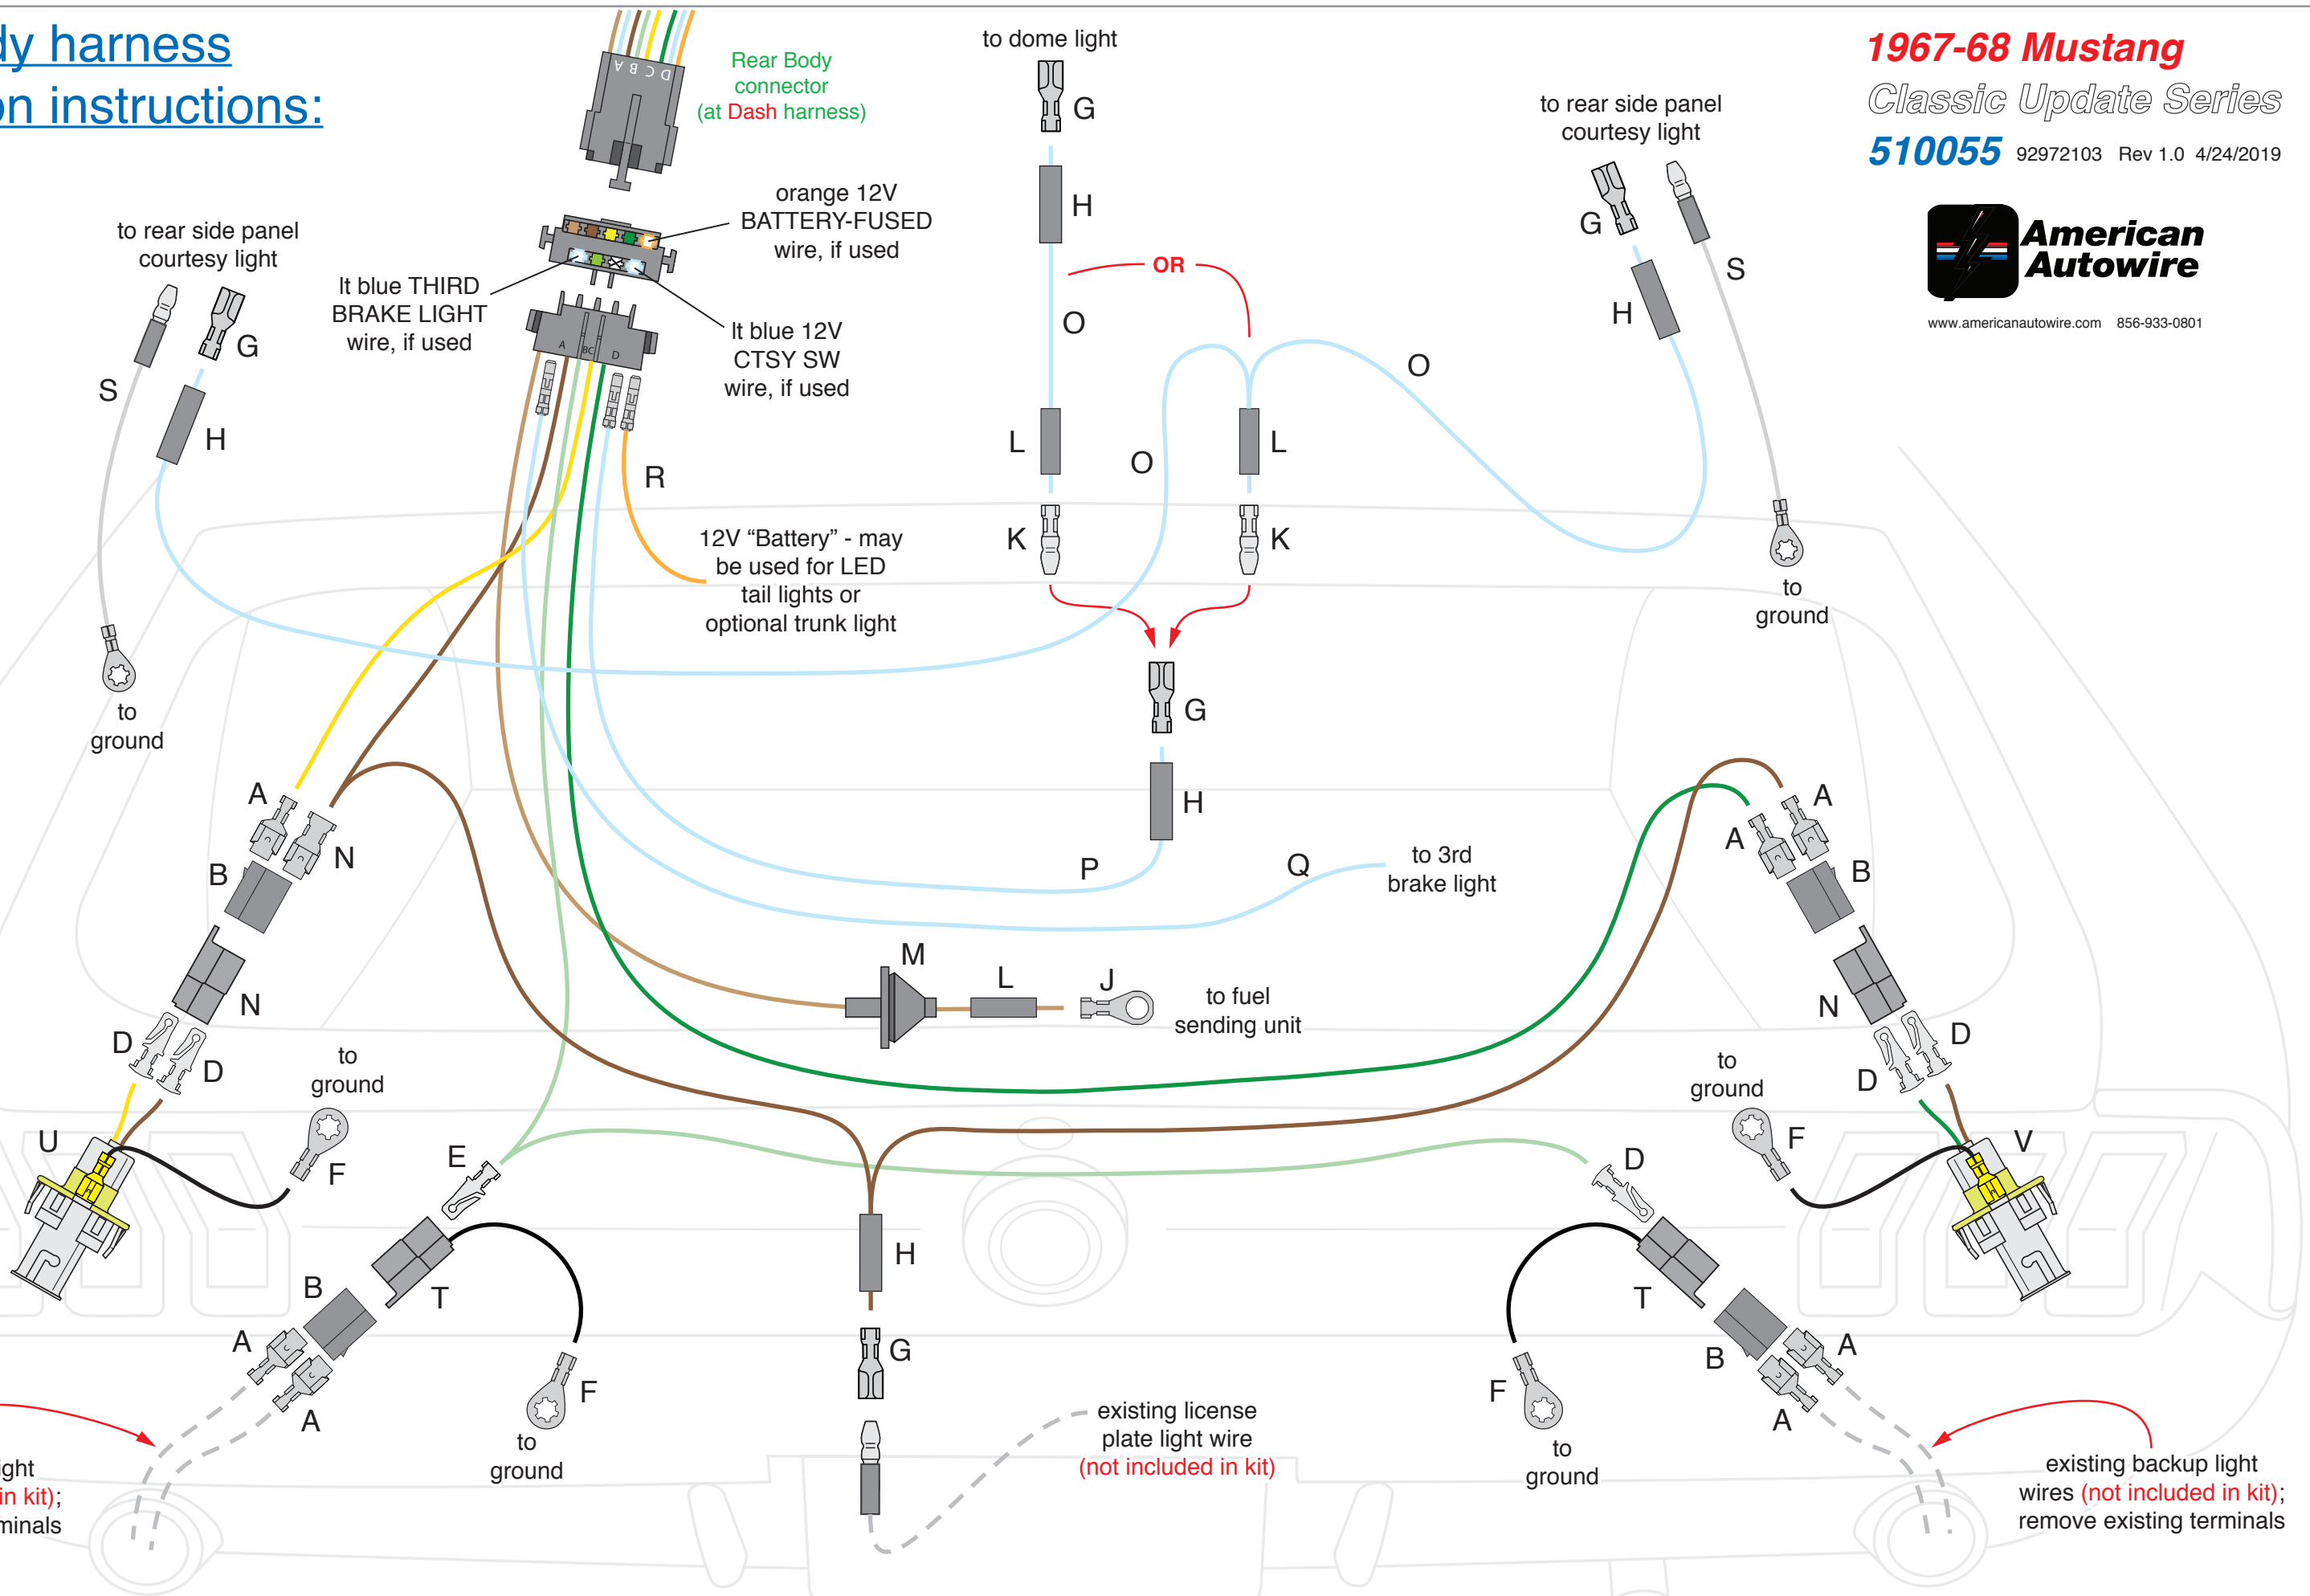 dy harness
on instructions:
1967-68 Mustang
Classic Update Series
510055 92972103 Rev 1.0 4/24/2019
American
Autowire
www.americanautowire.com 856-933-0801
D C B A
Rear Body
connector
(at Dash harness)
to dome light
G
H
O
L
K
OR
O
O
L
K
G
H
P
Q
to 3rd
brake light
to rear side panel
courtesy light
G
S
H
to
ground
to rear side panel
courtesy light
S
G
H
to
ground
orange 12V
BATTERY-FUSED
wire, if used
lt blue THIRD
BRAKE LIGHT
wire, if used
lt blue 12V
CTSY SW
wire, if used
A BC D
R
12V “Battery” - may
be used for LED
tail lights or
optional trunk light
A
N
B
N
D
D
U
to
ground
F
E
T
B
A
A
F
to
ground
M
L
J
to fuel
sending unit
H
G
existing license
plate light wire
(not included in kit)
A
A
B
N
D
D
V
to
ground
F
D
T
B
A
A
F
to
ground
existing backup light
wires (not included in kit);
remove existing terminals
ight
in kit);
minals